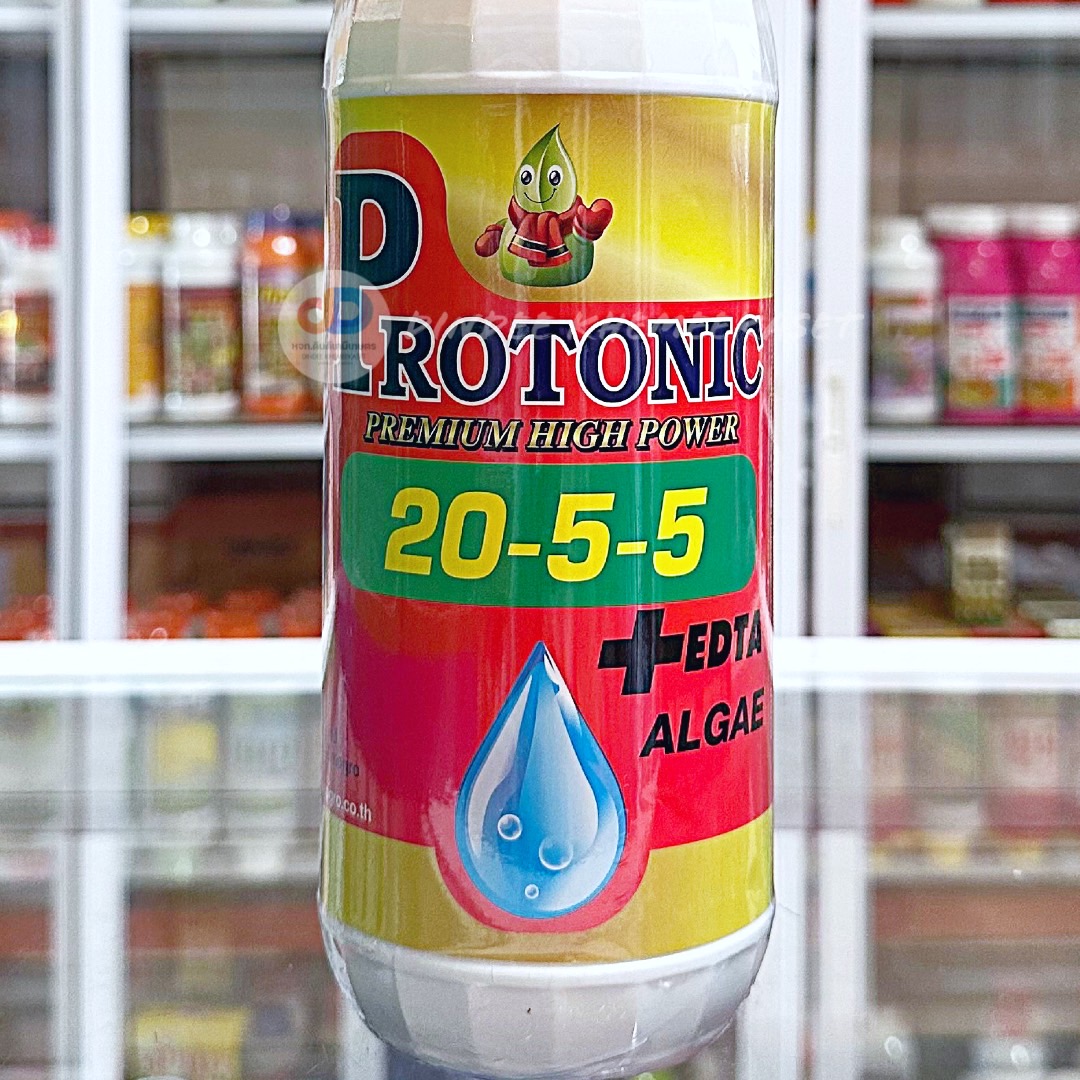 PROTONIC
PREMIUM HIGH POWER
20-5-5
+EDTA
ALGAE